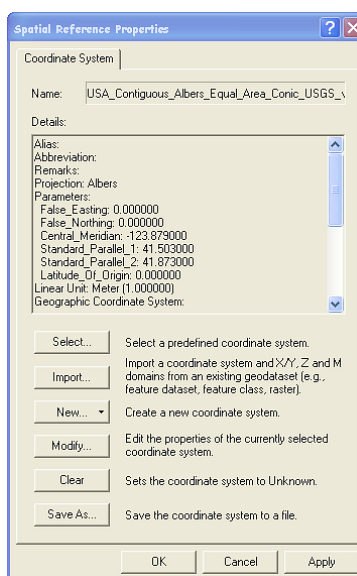 Spatial Reference Properties
Coordinate System
Name: USA_Contiguous_Albers_Equal_Area_Conic_USGS_v
Details:
Alias:
Abbreviation:
Remarks:
Projection: Albers
Parameters:
False_Easting: 0.000000
False_Northing: 0.000000
Central_Meridian: -123.879000
Standard_Parallel_1: 41.503000
Standard_Parallel_2: 41.873000
Latitude_Of_Origin: 0.000000
Linear Unit: Meter (1.000000)
Geographic Coordinate System:
Select... Select a predefined coordinate system.
Import a coordinate system and X/Y, Z and M
Import... domains from an existing geodataset (e.g.,
feature dataset, feature class, raster).
New... Create a new coordinate system.
Modify... Edit the properties of the currently selected
coordinate system.
Clear Sets the coordinate system to Unknown.
Save As... Save the coordinate system to a file.
OK Cancel Apply